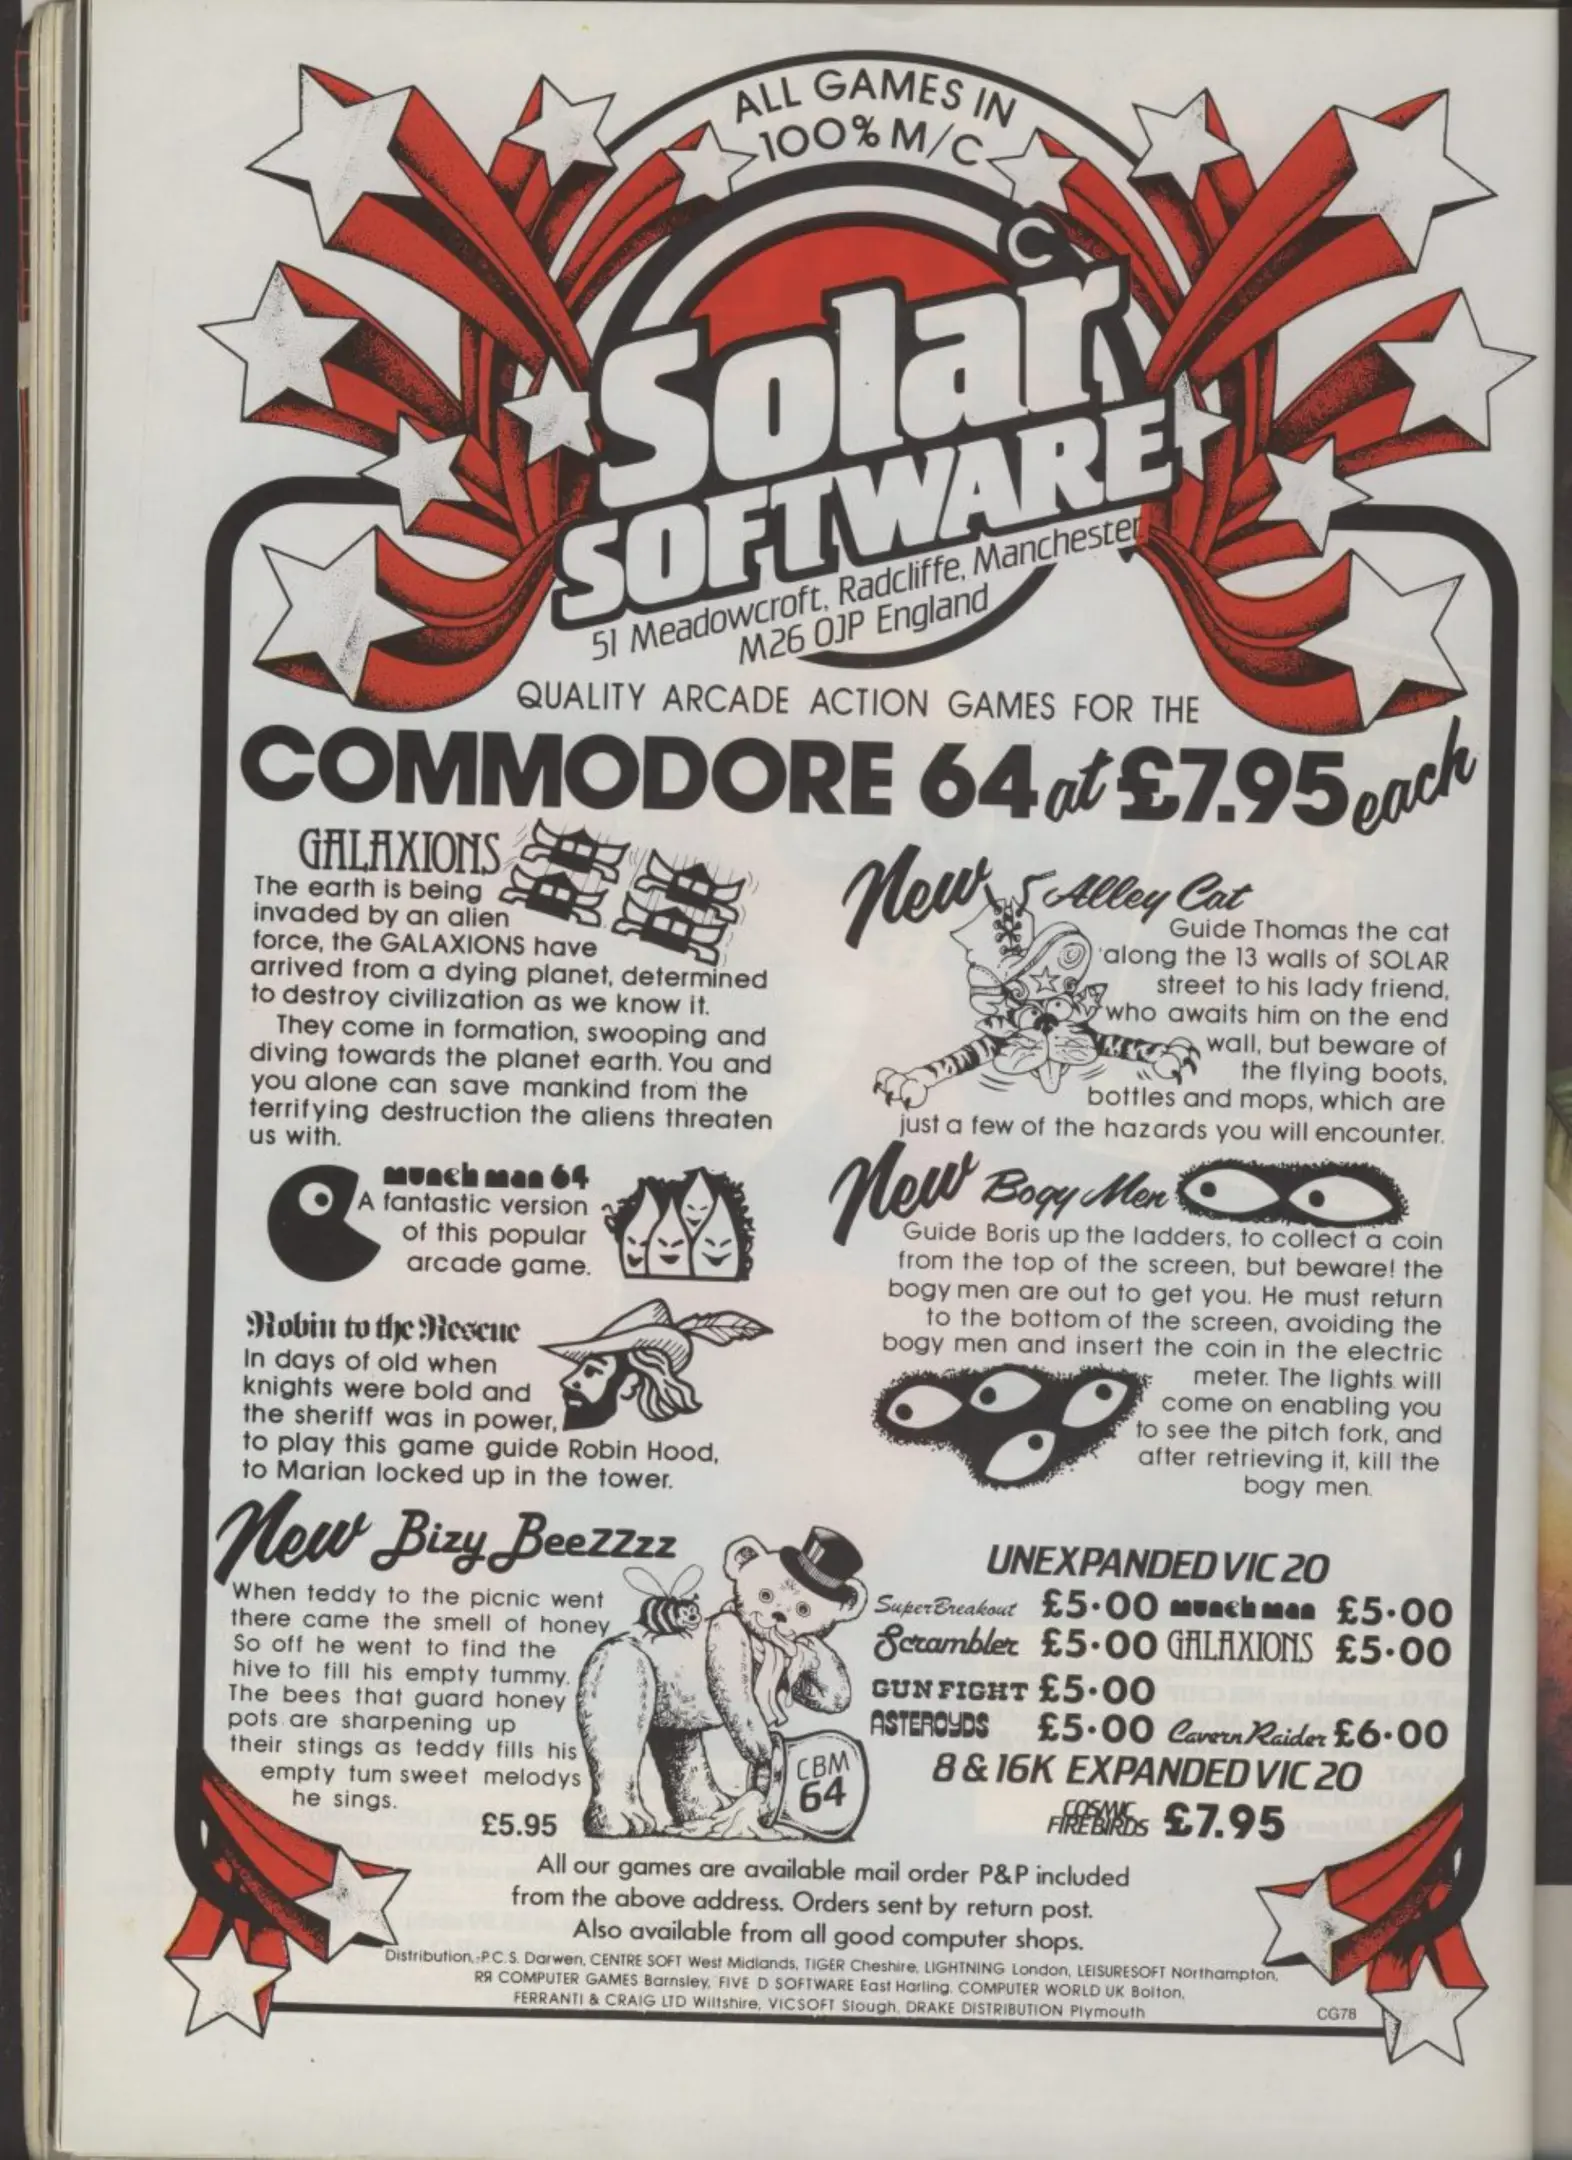 ALL GAMES IN
100% M/C
C
Solar
SOFTWARE
51 Meadowcroft, Radcliffe, Manchester
M26 0JP England
QUALITY ARCADE ACTION GAMES FOR THE
COMMODORE 64 at £7.95 each
GALAXIONS
The earth is being
invaded by an alien
force, the GALAXIONS have
arrived from a dying planet, determined
to destroy civilization as we know it.
They come in formation, swooping and
diving towards the planet earth. You and
you alone can save mankind from the
terrifying destruction the aliens threaten
us with.
munch man 64
A fantastic version
of this popular
arcade game.
Robin to the Rescue
In days of old when
knights were bold and
the sheriff was in power,
to play this game guide Robin Hood,
to Marian locked up in the tower.
New Bizy Beezzzz
When teddy to the picnic went
there came the smell of honey
So off he went to find the
hive to fill his empty tummy.
The bees that guard honey
pots are sharpening up
their stings as teddy fills his
empty tum sweet melodys
he sings.
£5.95
CBM
64
New Alley Cat
Guide Thomas the cat
along the 13 walls of SOLAR
street to his lady friend,
who awaits him on the end
wall, but beware of
the flying boots,
bottles and mops, which are
just a few of the hazards you will encounter.
New Bogy Men
Guide Boris up the ladders, to collect a coin
from the top of the screen, but beware! the
bogy men are out to get you. He must return
to the bottom of the screen, avoiding the
bogy men and insert the coin in the electric
meter. The lights will
come on enabling you
to see the pitch fork, and
after retrieving it, kill the
bogy men.
UNEXPANDED VIC 20
Super Breakout £5·00 munch man £5·00
Scrambler £5·00 GALAXIONS £5·00
GUN FIGHT £5·00
ASTEROYDS £5·00 Cavern Raider £6·00
8 & 16K EXPANDED VIC 20
COSMIC
FIREBIRDS £7.95
All our games are available mail order P&P included
from the above address. Orders sent by return post.
Also available from all good computer shops.
Distribution,-P.C.S. Darwen, CENTRE SOFT West Midlands, TIGER Cheshire, LIGHTNING London, LEISURESOFT Northampton,
RR COMPUTER GAMES Barnsley, FIVE D SOFTWARE East Harling, COMPUTER WORLD UK Bolton,
FERRANTI & CRAIG LTD Wiltshire, VICSOFT Slough, DRAKE DISTRIBUTION Plymouth
CG78